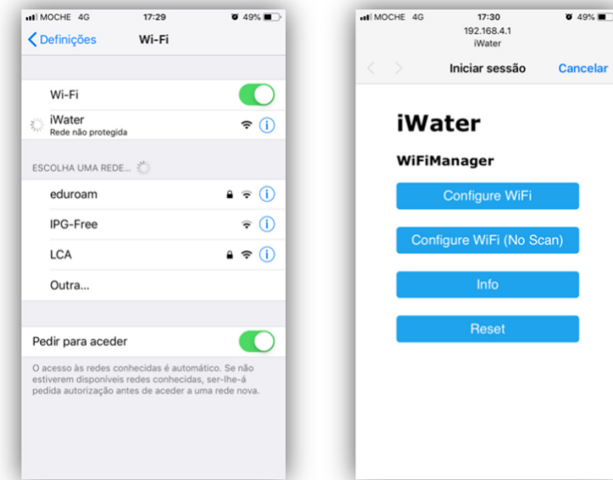 MOCHE 4G 17:29 49%
Definições Wi-Fi
Wi-Fi
iWater
Rede não protegida
ESCOLHA UMA REDE...
eduroam
IPG-Free
LCA
Outra...
Pedir para aceder
O acesso às redes conhecidas é automático. Se não
estiverem disponíveis redes conhecidas, ser-lhe-á
pedida autorização antes de aceder a uma rede nova.
MOCHE 4G 17:30 49%
192.168.4.1
iWater
Iniciar sessão Cancelar
iWater
WiFiManager
Configure WiFi
Configure WiFi (No Scan)
Info
Reset